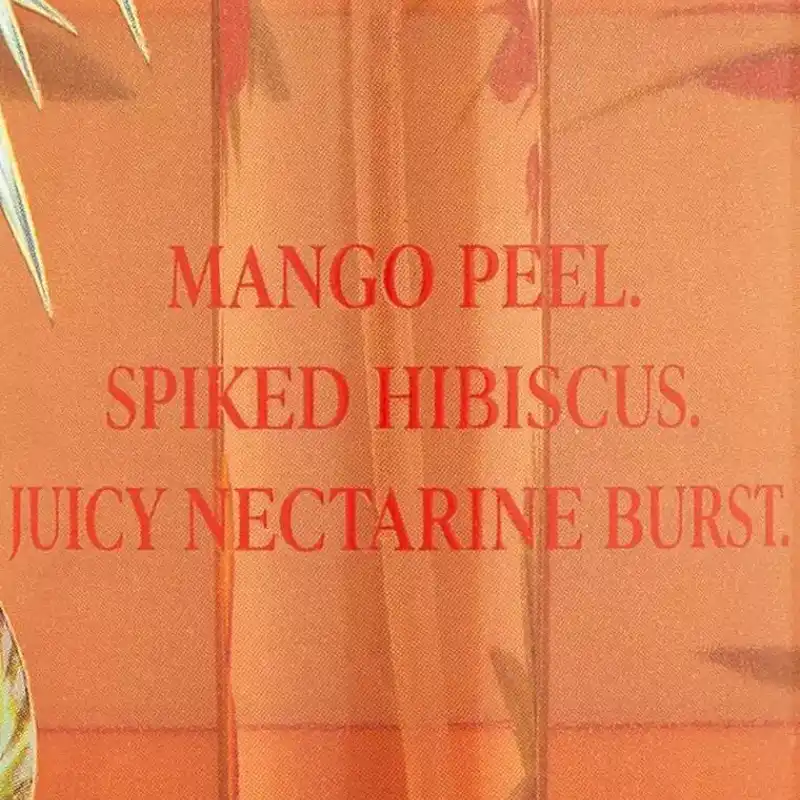 MANGO PEEL.
SPIKED HIBISCUS.
JUICY NECTARINE BURST.